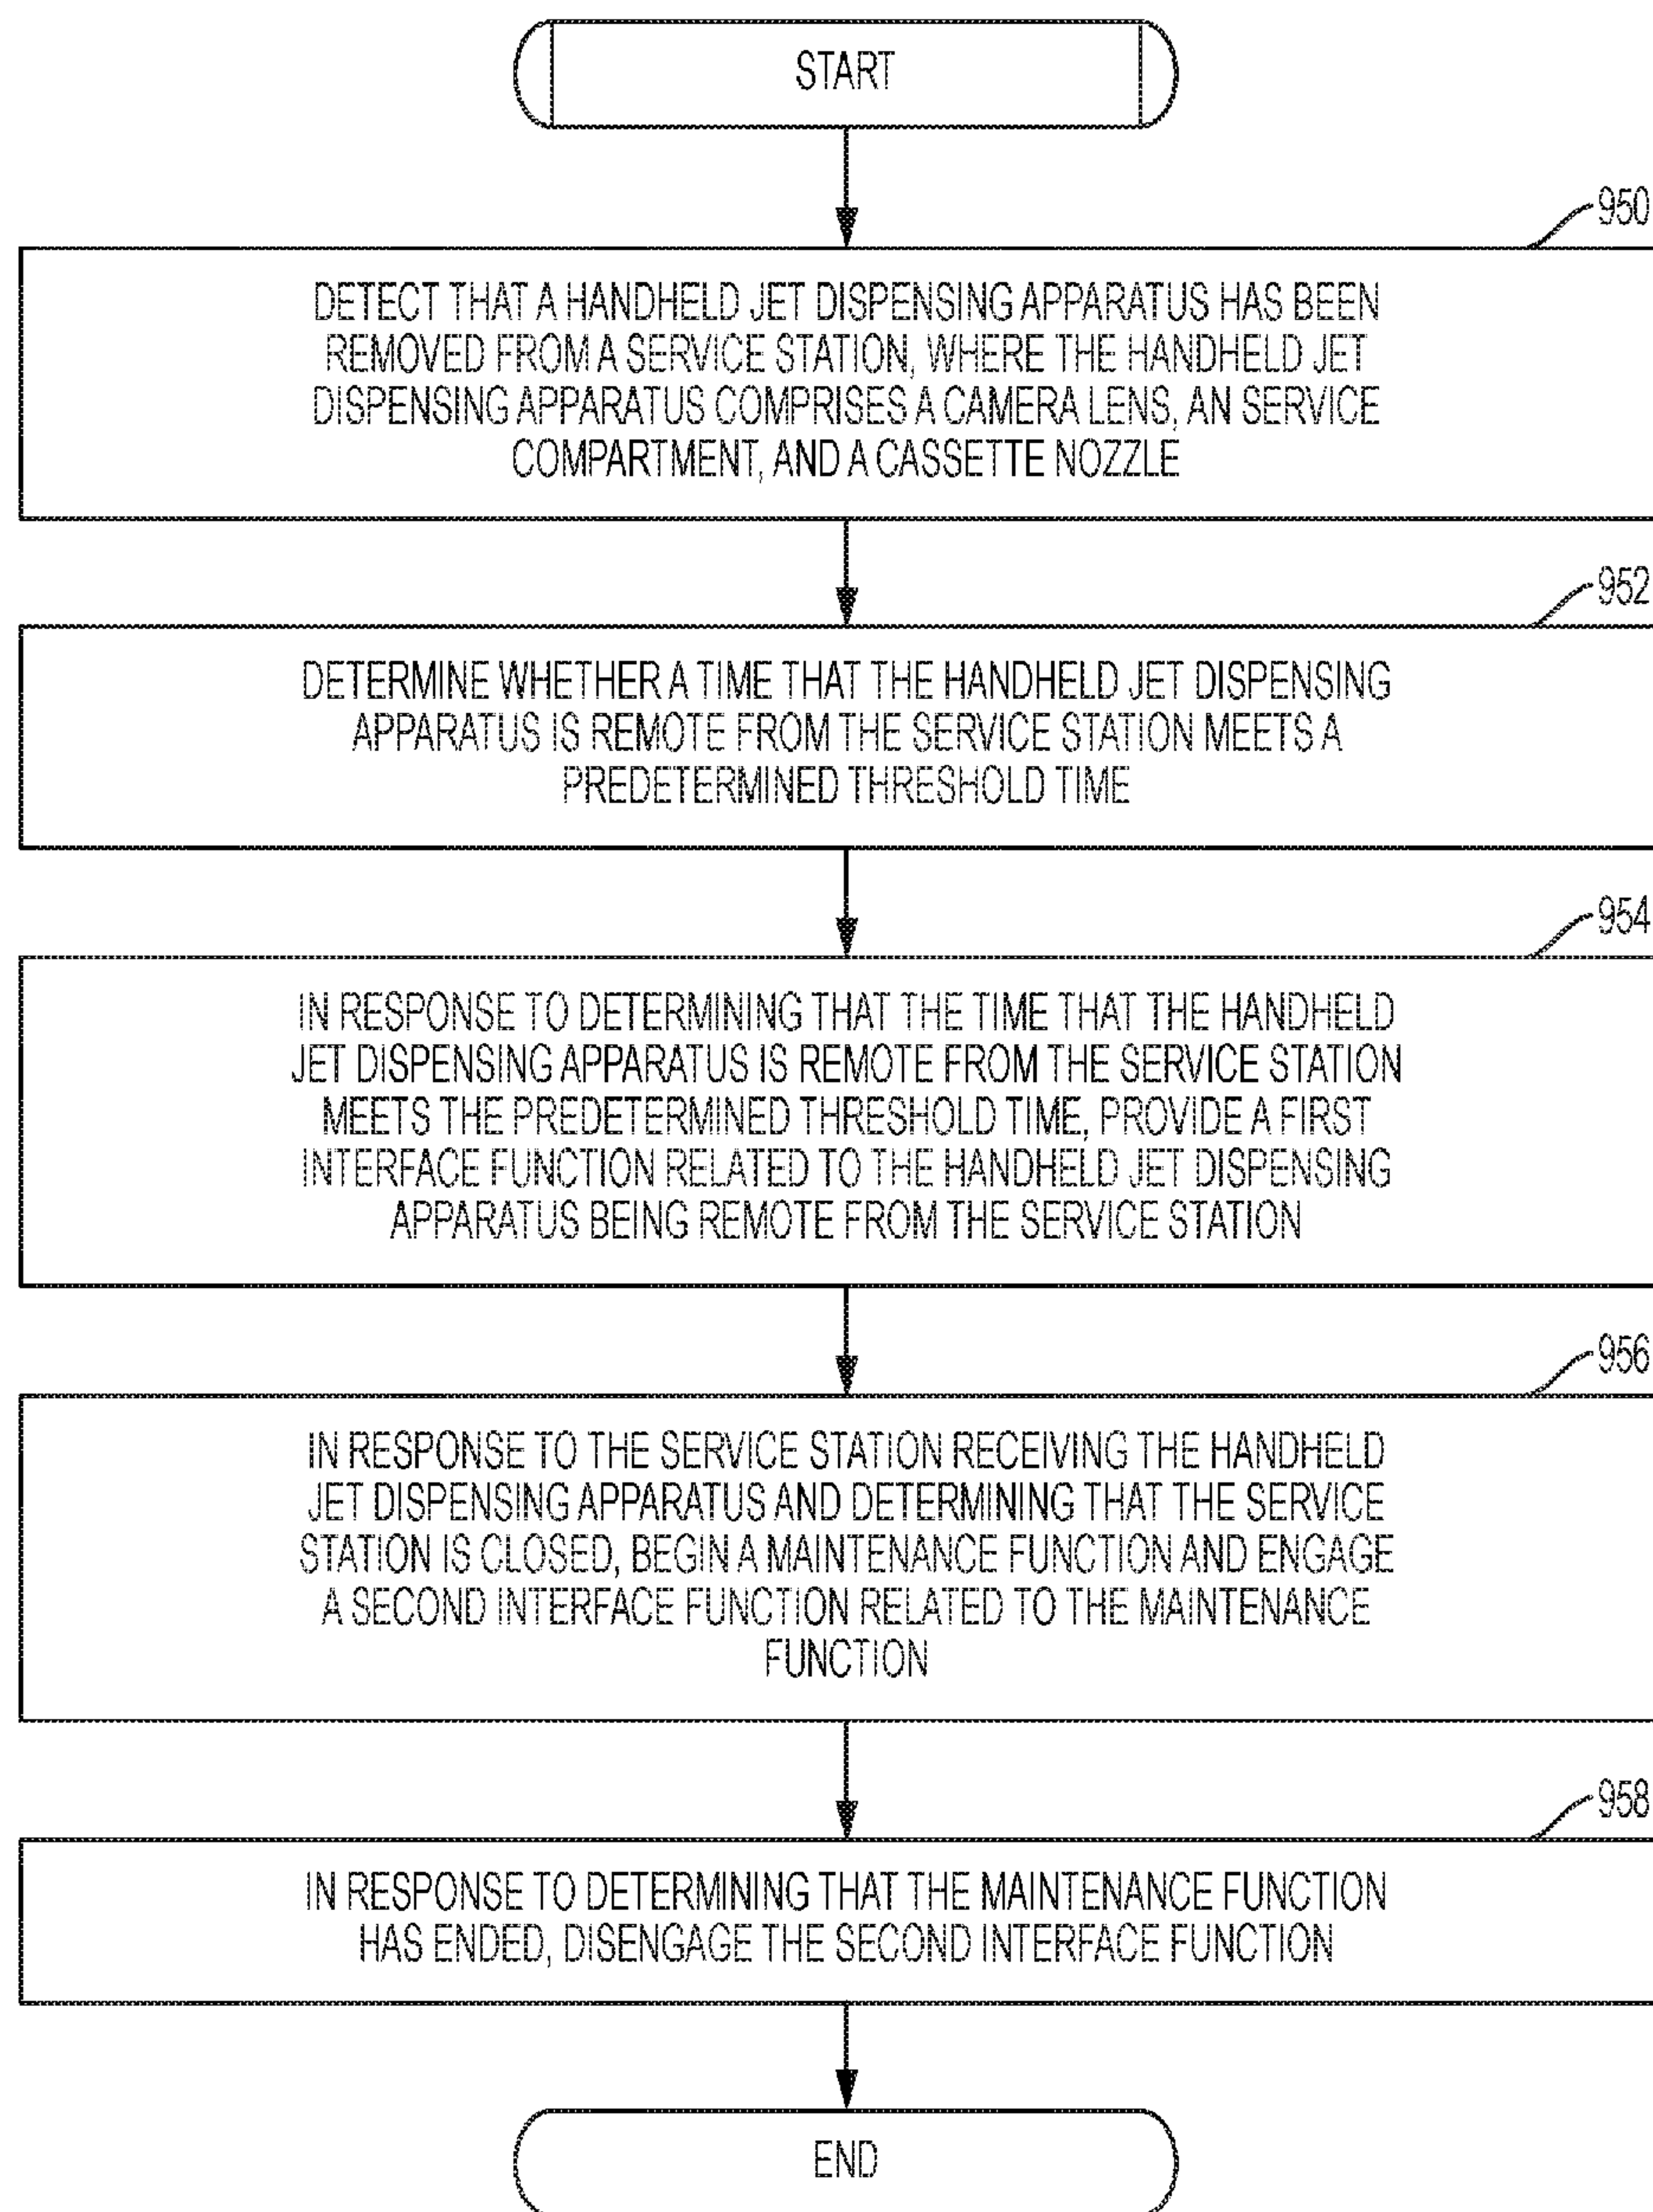 START
950
DETECT THAT A HANDHELD JET DISPENSING APPARATUS HAS BEEN
REMOVED FROM A SERVICE STATION, WHERE THE HANDHELD JET
DISPENSING APPARATUS COMPRISES A CAMERA LENS, AN SERVICE
COMPARTMENT, AND A CASSETTE NOZZLE
952
DETERMINE WHETHER A TIME THAT THE HANDHELD JET DISPENSING
APPARATUS IS REMOTE FROM THE SERVICE STATION MEETS A
PREDETERMINED THRESHOLD TIME
954
IN RESPONSE TO DETERMINING THAT THE TIME THAT THE HANDHELD
JET DISPENSING APPARATUS IS REMOTE FROM THE SERVICE STATION
MEETS THE PREDETERMINED THRESHOLD TIME, PROVIDE A FIRST
INTERFACE FUNCTION RELATED TO THE HANDHELD JET DISPENSING
APPARATUS BEING REMOTE FROM THE SERVICE STATION
956
IN RESPONSE TO THE SERVICE STATION RECEIVING THE HANDHELD
JET DISPENSING APPARATUS AND DETERMINING THAT THE SERVICE
STATION IS CLOSED, BEGIN A MAINTENANCE FUNCTION AND ENGAGE
A SECOND INTERFACE FUNCTION RELATED TO THE MAINTENANCE
FUNCTION
958
IN RESPONSE TO DETERMINING THAT THE MAINTENANCE FUNCTION
HAS ENDED, DISENGAGE THE SECOND INTERFACE FUNCTION
END